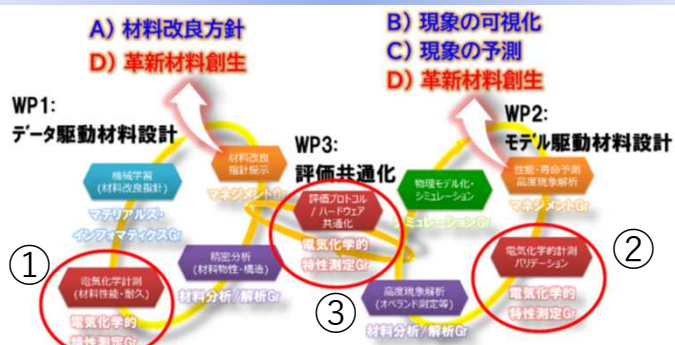 A) 材料改良方針
D) 革新材料創生
B) 現象の可視化
C) 現象の予測
D) 革新材料創生
WP1:
データ駆動材料設計
機械学習
(材料改良指針)
マテリアルズ・
インフォマティクスGr
材料改良
指針提示
マネジメントGr
精密分析
(材料物性・構造)
材料分析/解析Gr
①
電気化学計測
(材料性能・耐久)
電気化学的
特性測定Gr
WP3:
評価共通化
評価プロトコル
/ハードウェア
共通化
電気化学的
特性測定Gr
③
WP2:
モデル駆動材料設計
物理モデル化・
シミュレーション
シミュレーションGr
性能・寿命予測
高度現象解析
マネジメントGr
電気化学的計測
バリデーション
電気化学的
特性測定Gr
②
高度現象解析
(オペランド測定等)
材料分析/解析Gr